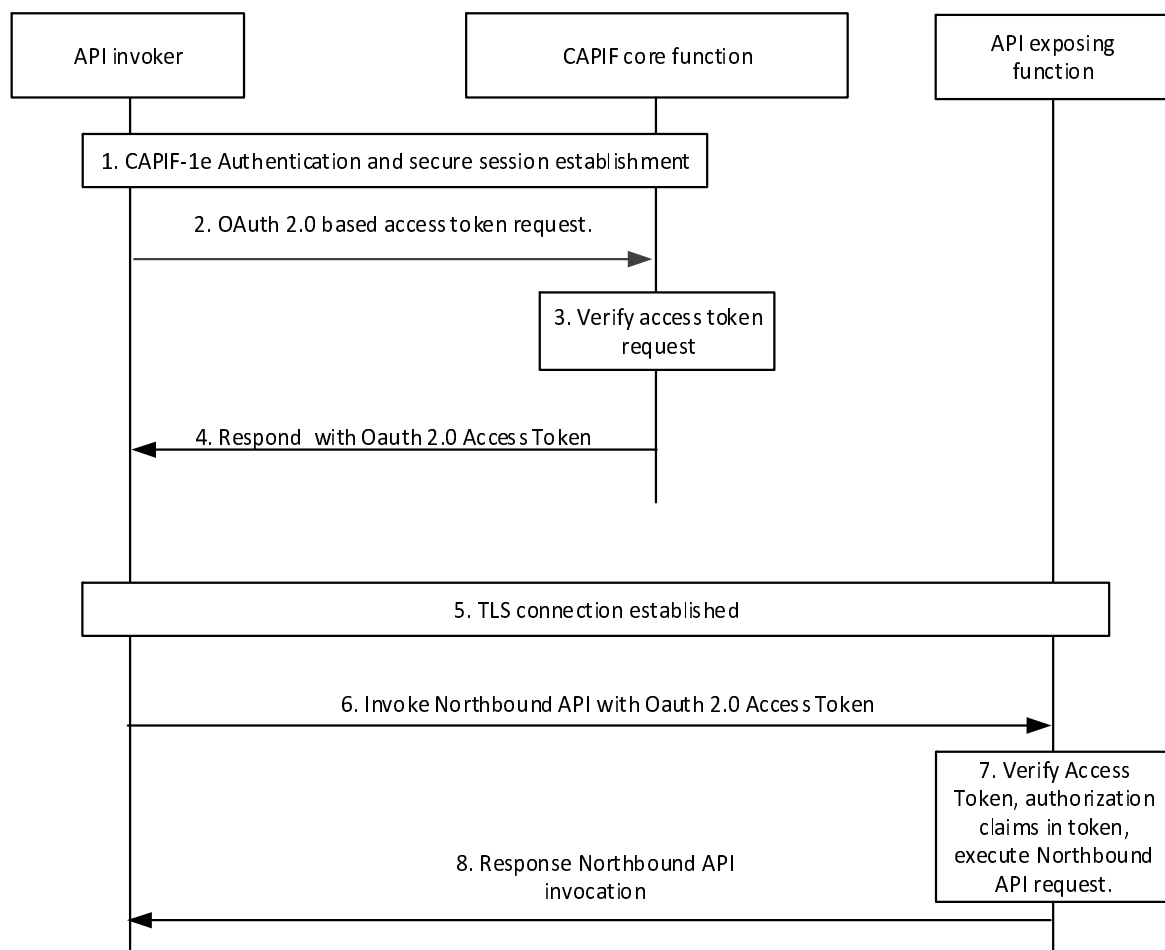 API invoker
CAPIF core function
API exposing
function
1. CAPIF-1e Authentication and secure session establishment
2. OAuth 2.0 based access token request.
3. Verify access token
request
4. Respond with Oauth 2.0 Access Token
5. TLS connection established
6. Invoke Northbound API with Oauth 2.0 Access Token
7. Verify Access
Token, authorization
claims in token,
execute Northbound
API request.
8. Response Northbound API
invocation